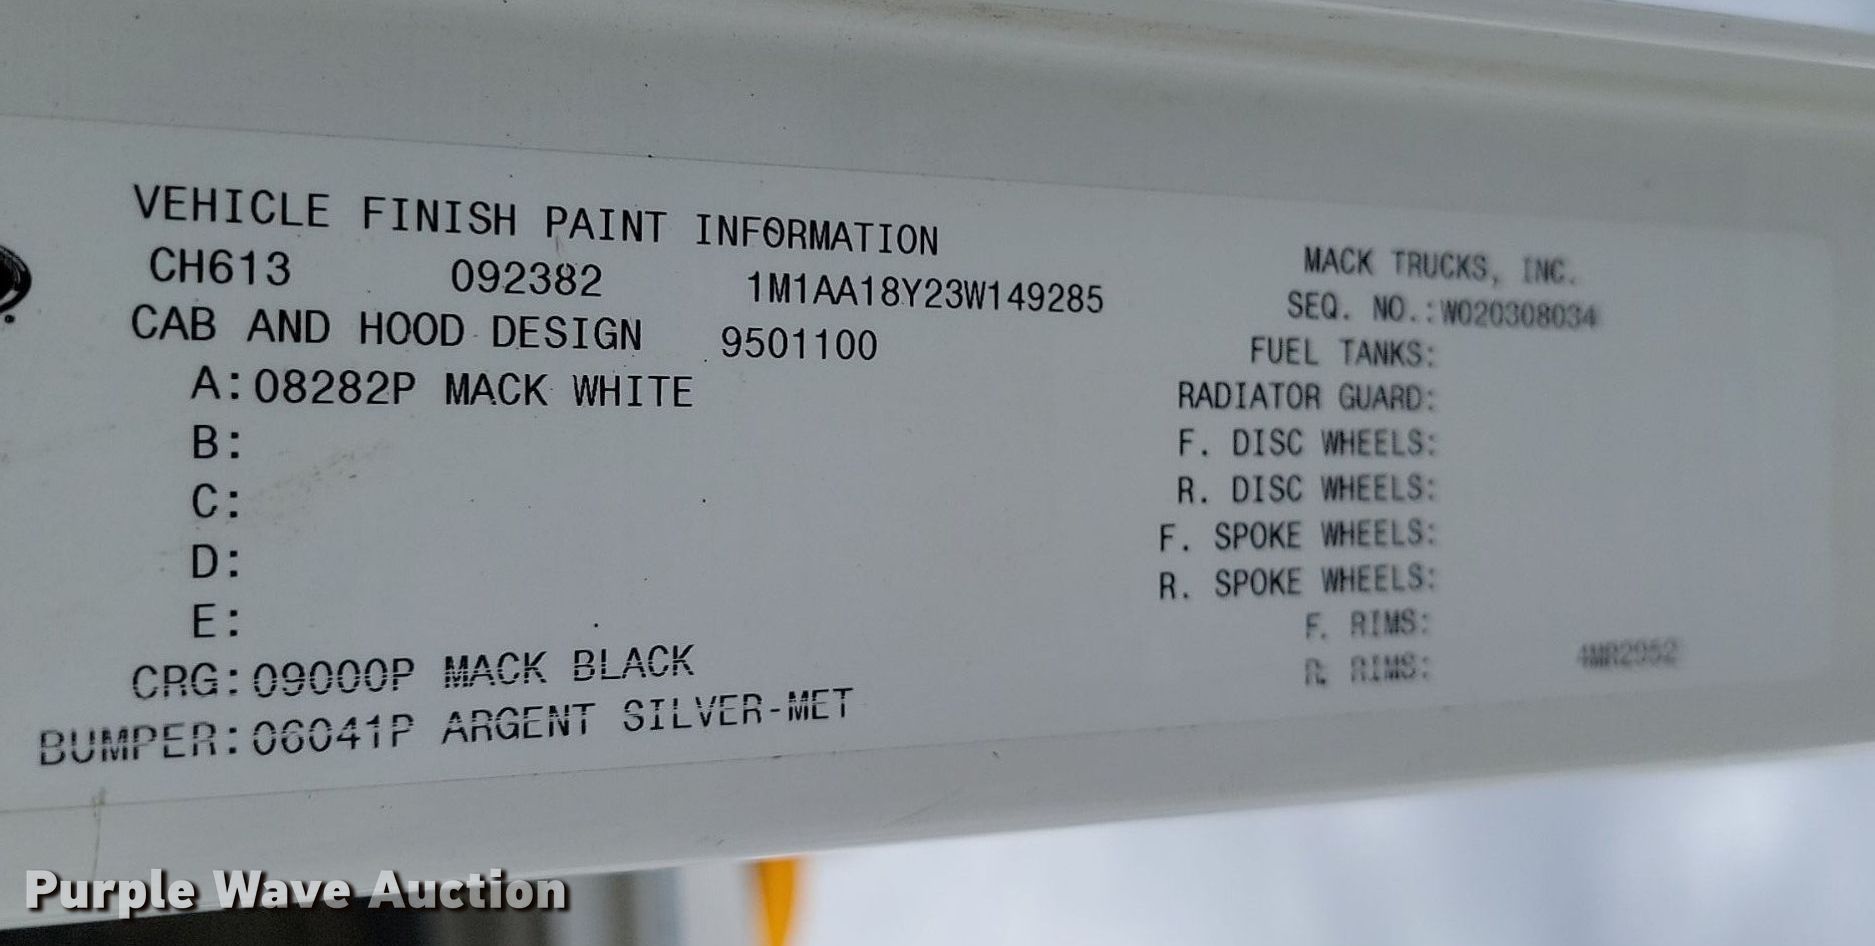 VEHICLE FINISH PAINT INFORMATION
CH613 092382 1M1AA18Y23W149285
CAB AND HOOD DESIGN 9501100
A:08282P MACK WHITE
B:
C:
D:
E:
CRG:09000P MACK BLACK
BUMPER:06041P ARGENT SILVER-MET
MACK TRUCKS, INC.
SEQ. NO.:W020308034
FUEL TANKS:
RADIATOR GUARD:
F. DISC WHEELS:
R. DISC WHEELS:
F. SPOKE WHEELS:
R. SPOKE WHEELS:
F. RIMS:
R. RIMS:
4MR2952
Purple Wave Auction